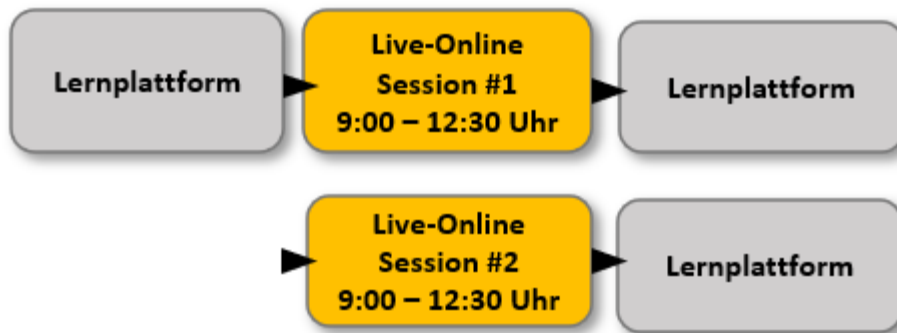 Lernplattform
Live-Online
Session #1
9:00 – 12:30 Uhr
Lernplattform
Live-Online
Session #2
9:00 – 12:30 Uhr
Lernplattform